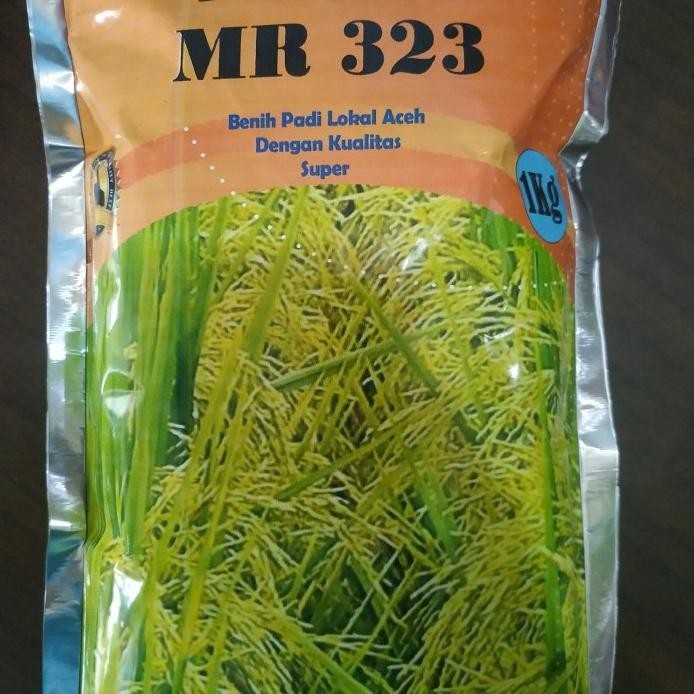 MR 323
Benih Padi Lokal Aceh
Dengan Kualitas
Super
1Kg